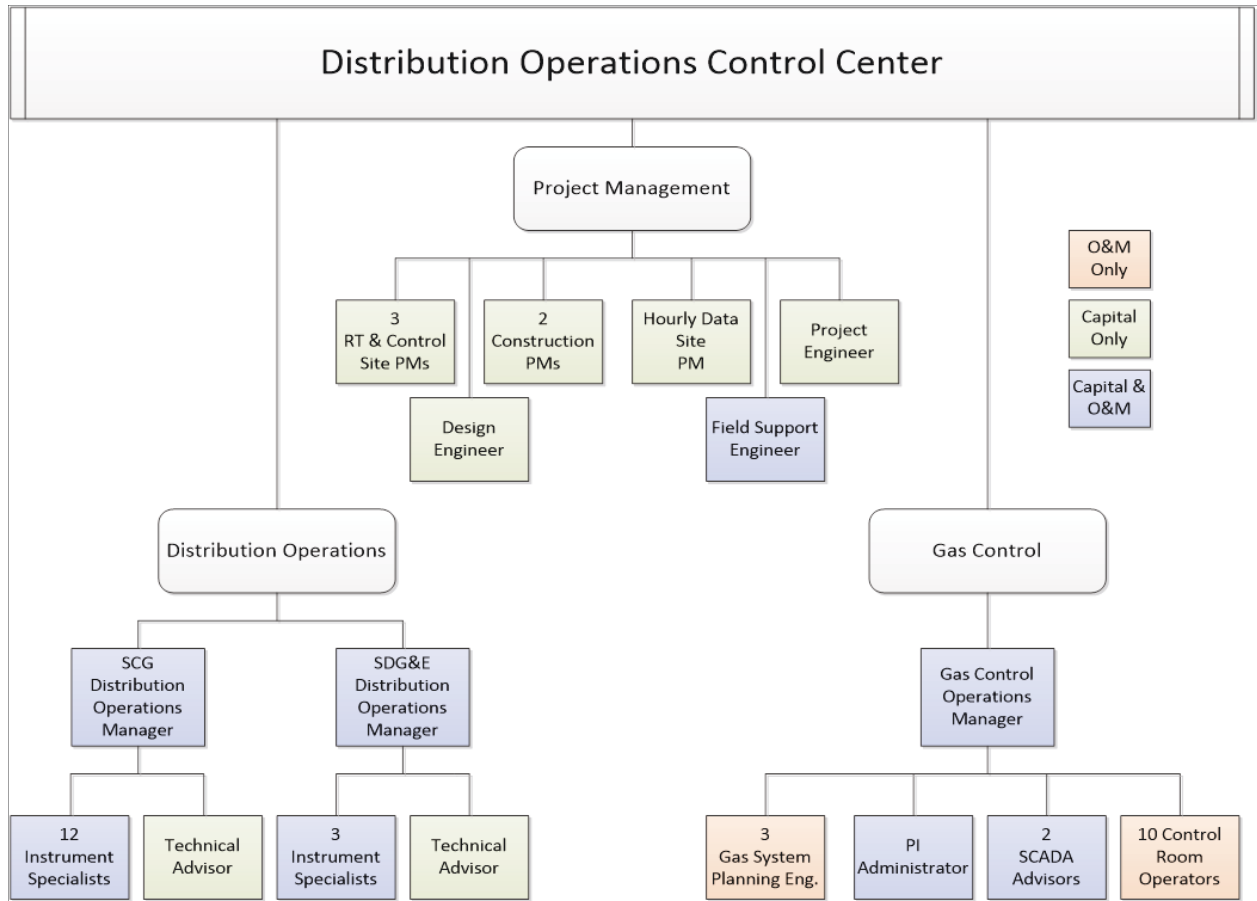 Distribution Operations Control Center
Project Management
O&M
Only
3
RT & Control
Site PMs
2
Construction
PMs
Hourly Data
Site
PM
Project
Engineer
Capital
Only
Design
Engineer
Field Support
Engineer
Capital &
O&M
Distribution Operations
Gas Control
SCG
Distribution
Operations
Manager
SDG&E
Distribution
Operations
Manager
Gas Control
Operations
Manager
12
Instrument
Specialists
Technical
Advisor
3
Instrument
Specialists
Technical
Advisor
3
Gas System
Planning Eng.
PI
Administrator
2
SCADA
Advisors
10 Control
Room
Operators